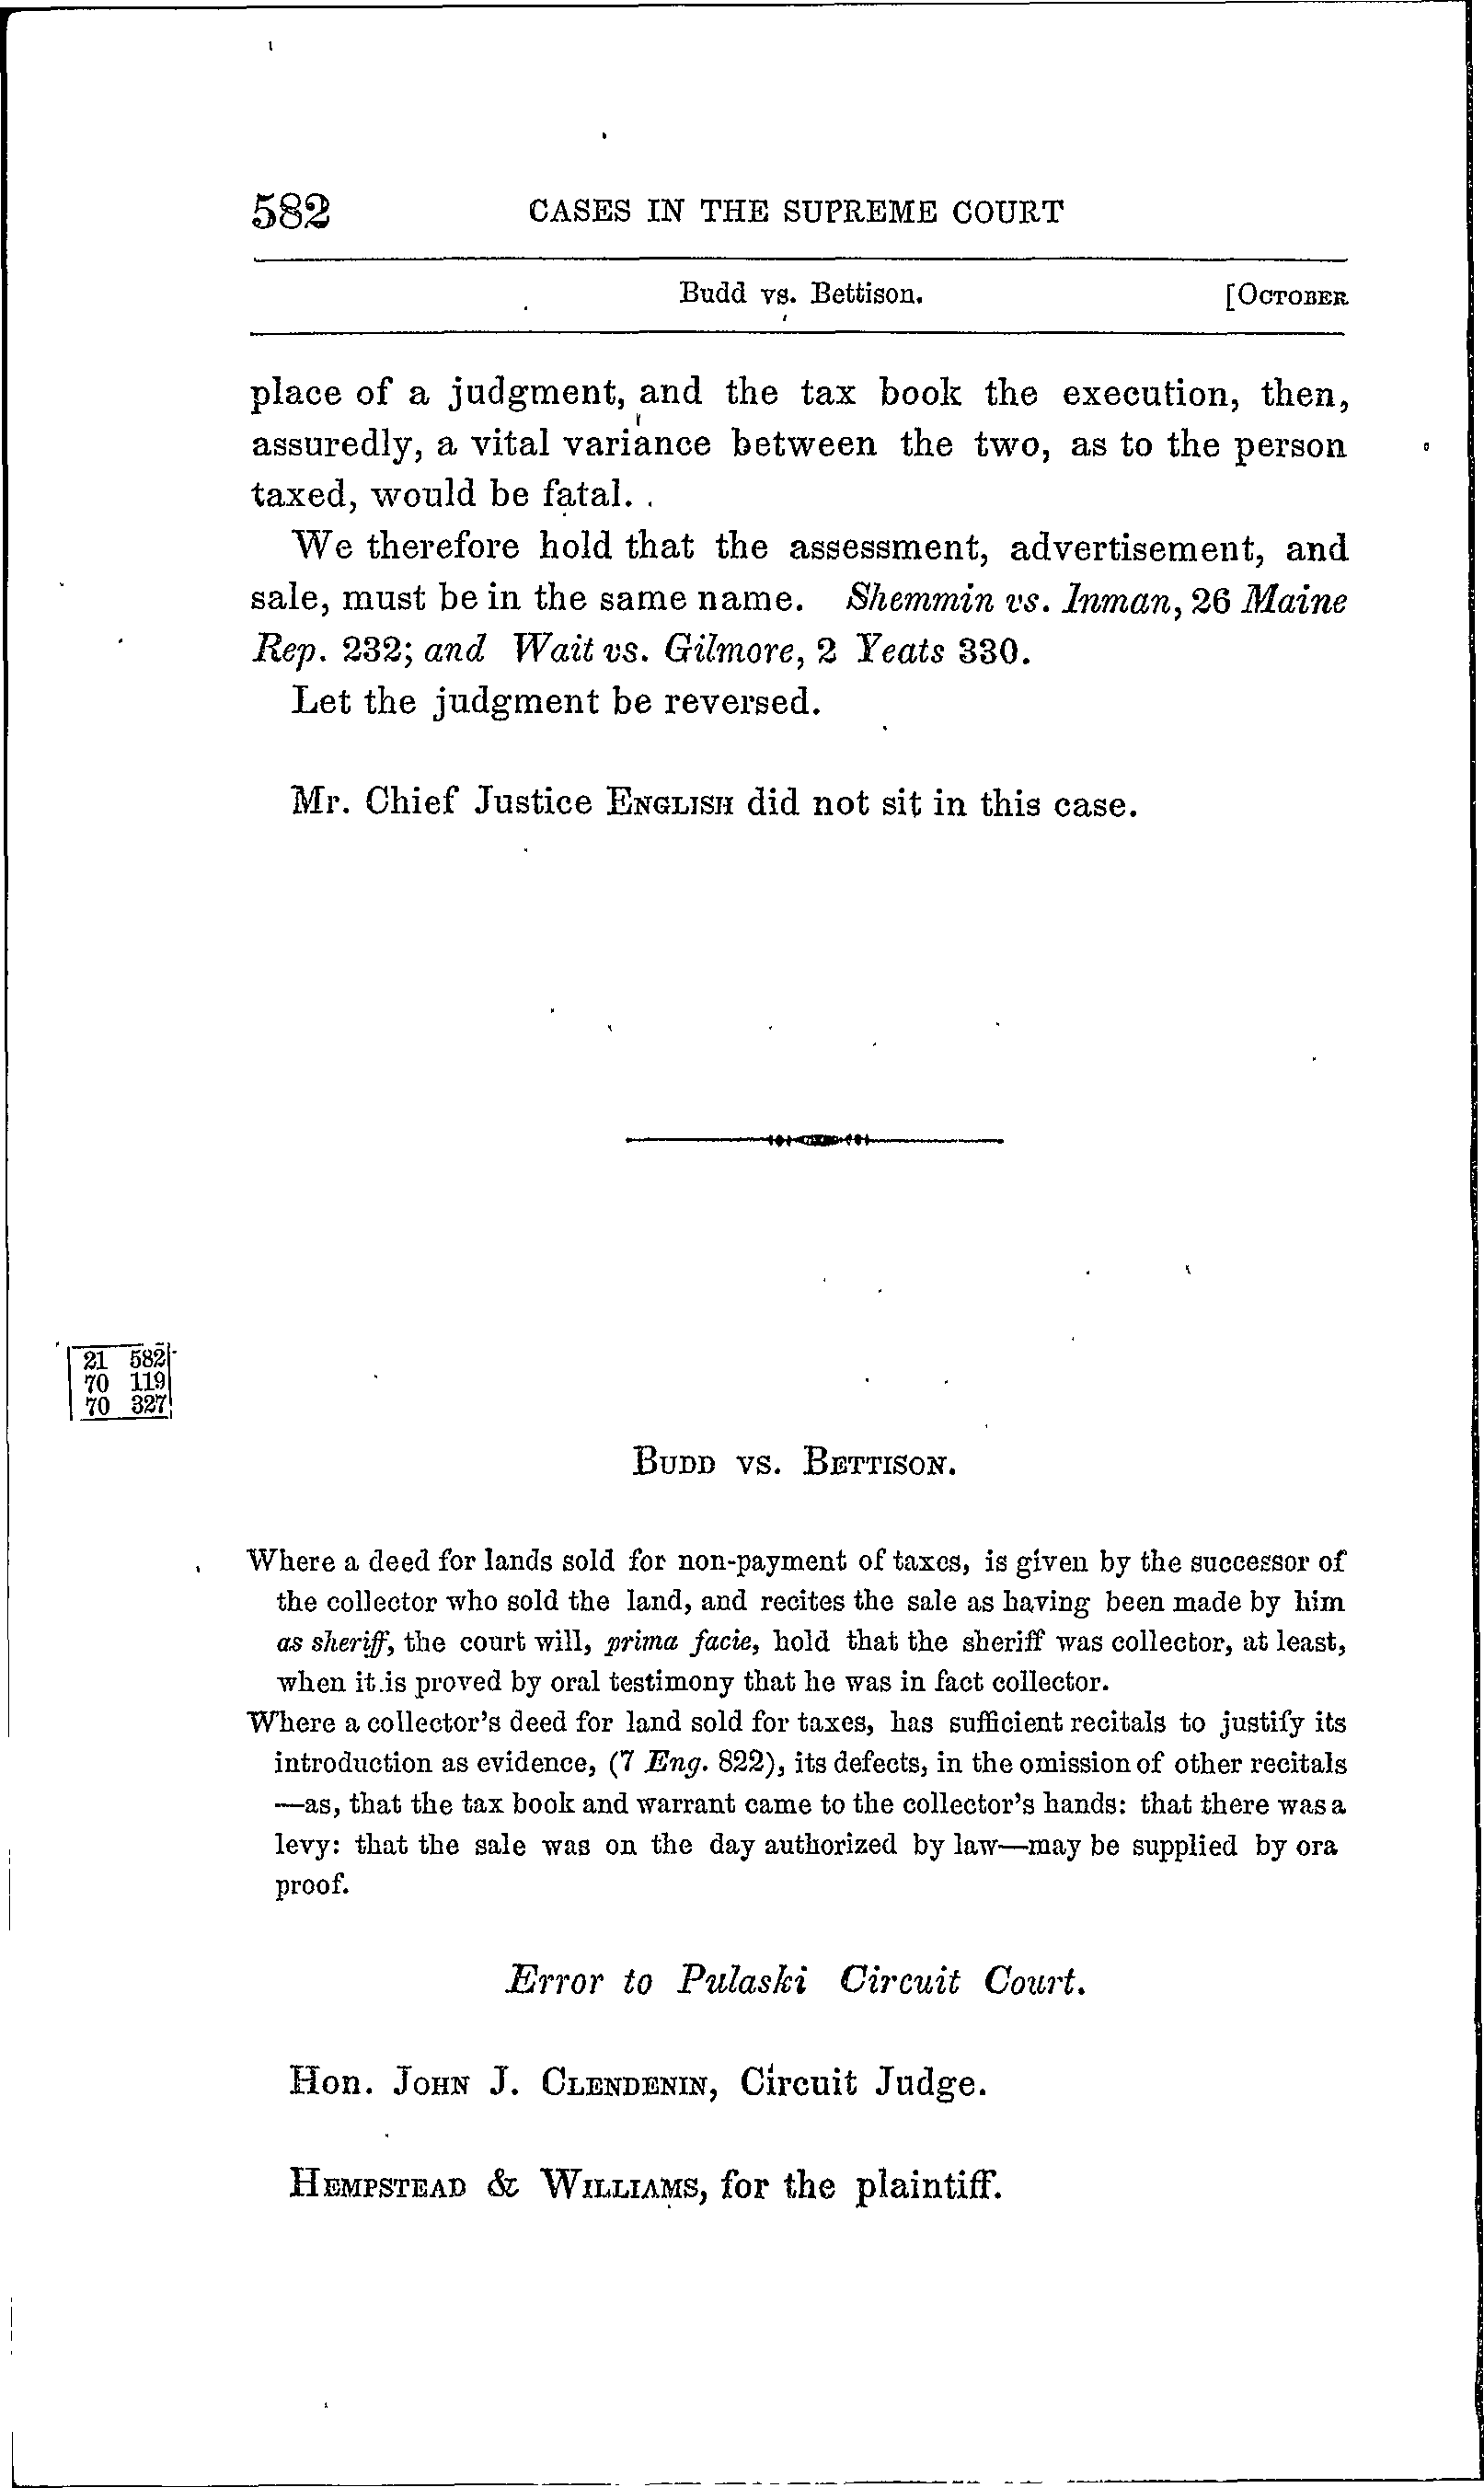 582 CASES IN THE SUPREME COURT
Budd vs. Bettison. [OCTOBER
place of a judgment, and the tax book the execution, then,
assuredly, a vital variance between the two, as to the person
taxed, would be fatal.
We therefore hold that the assessment, advertisement, and
sale, must be in the same name. Shemmin vs. Inman, 26 Maine
Rep. 232; and Wait vs. Gilmore, 2 Yeats 330.
Let the judgment be reversed.
Mr. Chief Justice ENGLISH did not sit in this case.
21 582
70 119
70 327
BUDD VS. BETTISON.
Where a deed for lands sold for non-payment of taxes, is given by the successor of
the collector who sold the land, and recites the sale as having been made by him
as sheriff, the court will, prima facie, hold that the sheriff was collector, at least,
when it is proved by oral testimony that he was in fact collector.
Where a collector's deed for land sold for taxes, has sufficient recitals to justify its
introduction as evidence, (7 Eng. 822), its defects, in the omission of other recitals
—as, that the tax book and warrant came to the collector's hands: that there was a
levy: that the sale was on the day authorized by law—may be supplied by ora
proof.
Error to Pulaski Circuit Court.
Hon. JOHN J. CLENDENIN, Circuit Judge.
HEMPSTEAD & WILLIAMS, for the plaintiff.